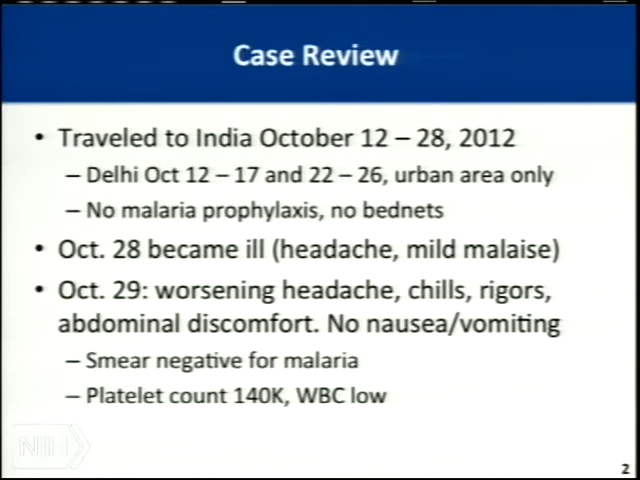 Case Review
• Traveled to India October 12 – 28, 2012
– Delhi Oct 12 – 17 and 22 – 26, urban area only
– No malaria prophylaxis, no bednets
• Oct. 28 became ill (headache, mild malaise)
• Oct. 29: worsening headache, chills, rigors,
abdominal discomfort. No nausea/vomiting
– Smear negative for malaria
– Platelet count 140K, WBC low
NIH
2